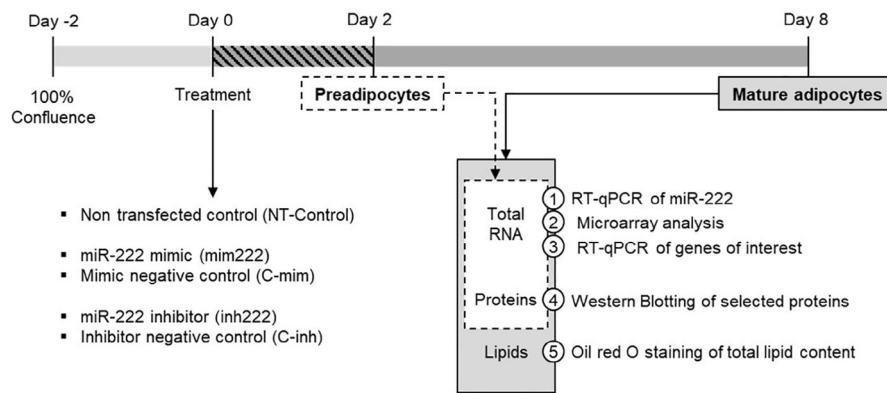 Day -2
Day 0
Day 2
Day 8
100%
Confluence
Treatment
Preadipocytes
Mature adipocytes
▪ Non transfected control (NT-Control)
▪ miR-222 mimic (mim222)
▪ Mimic negative control (C-mim)
▪ miR-222 inhibitor (inh222)
▪ Inhibitor negative control (C-inh)
Total
RNA
1 RT-qPCR of miR-222
2 Microarray analysis
3 RT-qPCR of genes of interest
Proteins
4 Western Blotting of selected proteins
Lipids
5 Oil red O staining of total lipid content